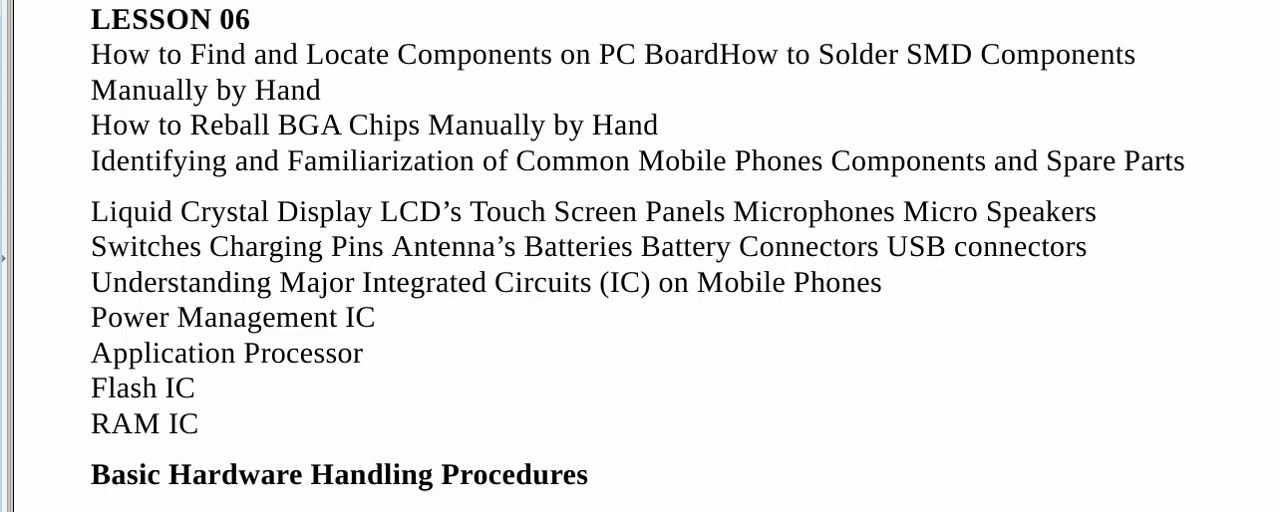 LESSON 06
How to Find and Locate Components on PC BoardHow to Solder SMD Components
Manually by Hand
How to Reball BGA Chips Manually by Hand
Identifying and Familiarization of Common Mobile Phones Components and Spare Parts
Liquid Crystal Display LCD’s Touch Screen Panels Microphones Micro Speakers
Switches Charging Pins Antenna’s Batteries Battery Connectors USB connectors
Understanding Major Integrated Circuits (IC) on Mobile Phones
Power Management IC
Application Processor
Flash IC
RAM IC
Basic Hardware Handling Procedures